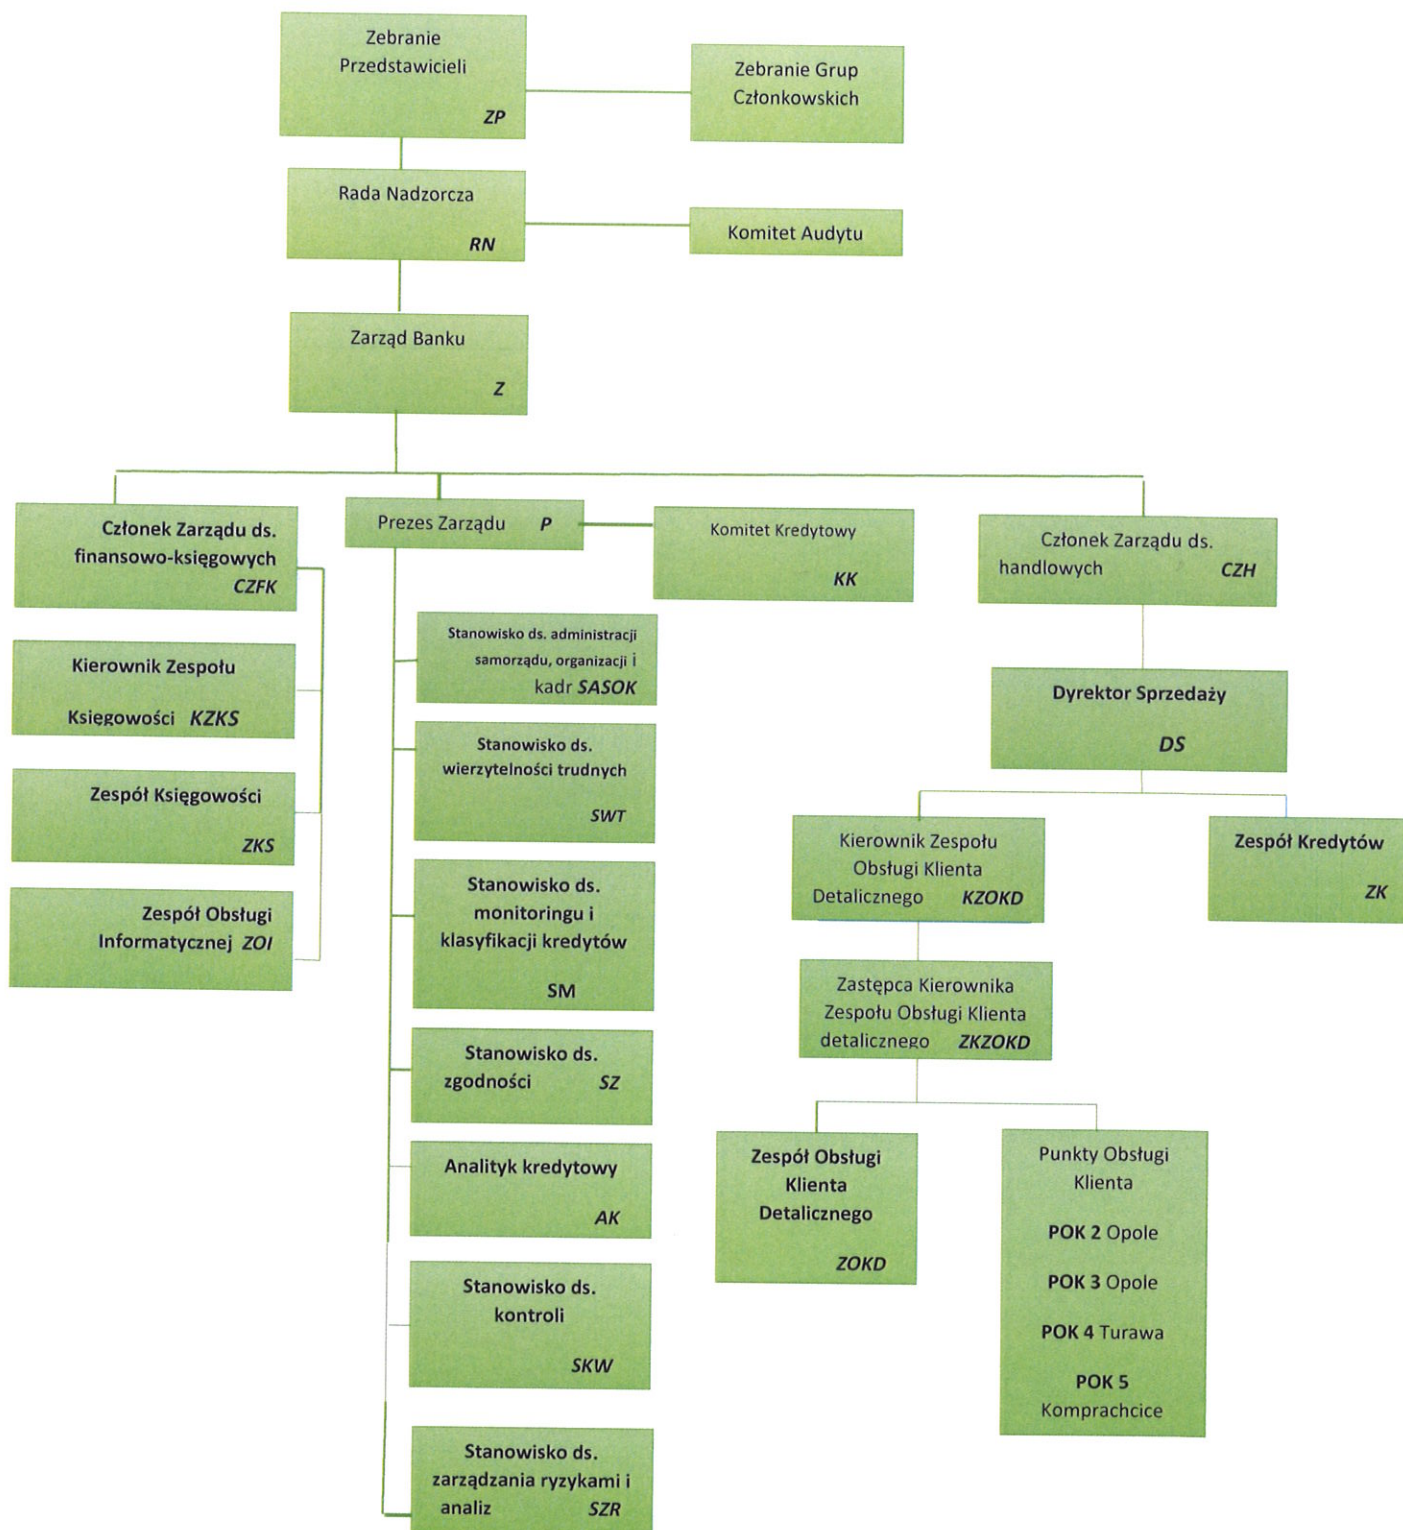 Zebranie
Przedstawicieli
ZP
Zebranie Grup
Członkowskich
Rada Nadzorcza
RN
Komitet Audytu
Zarząd Banku
Z
Członek Zarządu ds.
finansowo-księgowych
CZFK
Kierownik Zespołu
Księgowości KZKS
Zespół Księgowości
ZKS
Zespół Obsługi
Informatycznej ZOI
Prezes Zarządu P
Komitet Kredytowy
KK
Stanowisko ds. administracji
samorządu, organizacji i
kadr SASOK
Stanowisko ds.
wierzytelności trudnych
SWT
Stanowisko ds.
monitoringu i
klasyfikacji kredytów
SM
Stanowisko ds.
zgodności SZ
Analityk kredytowy
AK
Stanowisko ds.
kontroli
SKW
Stanowisko ds.
zarządzania ryzykami i
analiz SZR
Członek Zarządu ds.
handlowych CZH
Dyrektor Sprzedaży
DS
Kierownik Zespołu
Obsługi Klienta
Detalicznego KZOKD
Zespół Kredytów
ZK
Zastępca Kierownika
Zespołu Obsługi Klienta
detalicznego ZKZOKD
Zespół Obsługi
Klienta
Detalicznego
ZOKD
Punkty Obsługi
Klienta
POK 2 Opole
POK 3 Opole
POK 4 Turawa
POK 5
Komprachcice